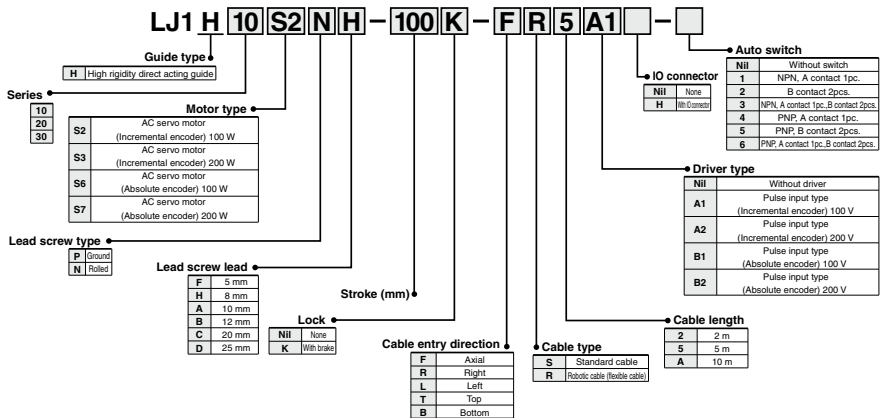 LJ1 H 10 S2 N H - 100 K - F R 5 A1 -
Guide type
H High rigidity direct acting guide
Series
10
20
30
Motor type
S2 AC servo motor
(Incremental encoder) 100 W
S3 AC servo motor
(Incremental encoder) 200 W
S6 AC servo motor
(Absolute encoder) 100 W
S7 AC servo motor
(Absolute encoder) 200 W
Lead screw type
P Ground
N Rolled
Lead screw lead
F 5 mm
H 8 mm
A 10 mm
B 12 mm
C 20 mm
D 25 mm
Stroke (mm)
Lock
Nil None
K With brake
Cable entry direction
F Axial
R Right
L Left
T Top
B Bottom
Cable type
S Standard cable
R Robotic cable (flexible cable)
Cable length
2 2 m
5 5 m
A 10 m
Driver type
Nil Without driver
A1 Pulse input type
(Incremental encoder) 100 V
A2 Pulse input type
(Incremental encoder) 200 V
B1 Pulse input type
(Absolute encoder) 100 V
B2 Pulse input type
(Absolute encoder) 200 V
IO connector
Nil None
H With IO connector
Auto switch
Nil Without switch
1 NPN, A contact 1pc.
2 B contact 2pcs.
3 NPN, A contact 1pc.,B contact 2pcs.
4 PNP, A contact 1pc.
5 PNP, B contact 2pcs.
6 PNP, A contact 1pc.,B contact 2pcs.